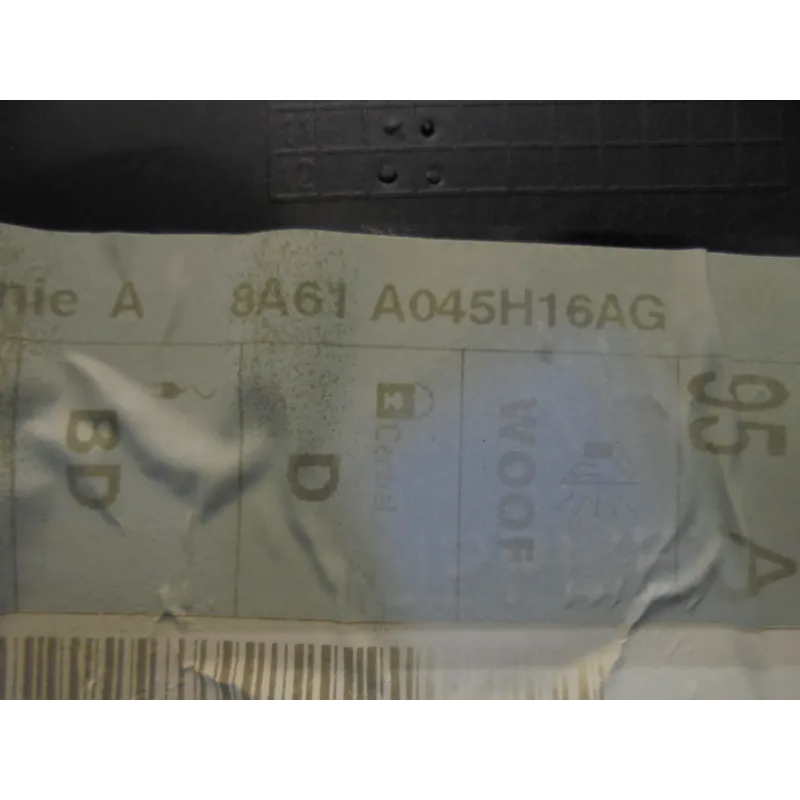 nie A 8A61 A045H16AG
BD
D
Central
WOOF
95 A